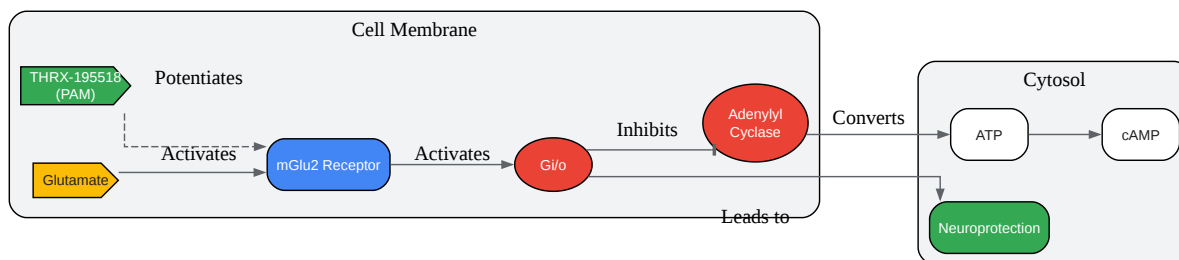 Cell Membrane
THRX-195518
(PAM)
Potentiates
Cytosol
Adenylyl
Cyclase
Converts
ATP
cAMP
Inhibits
Activates
mGlu2 Receptor
Activates
Gi/o
Glutamate
Leads to
Neuroprotection